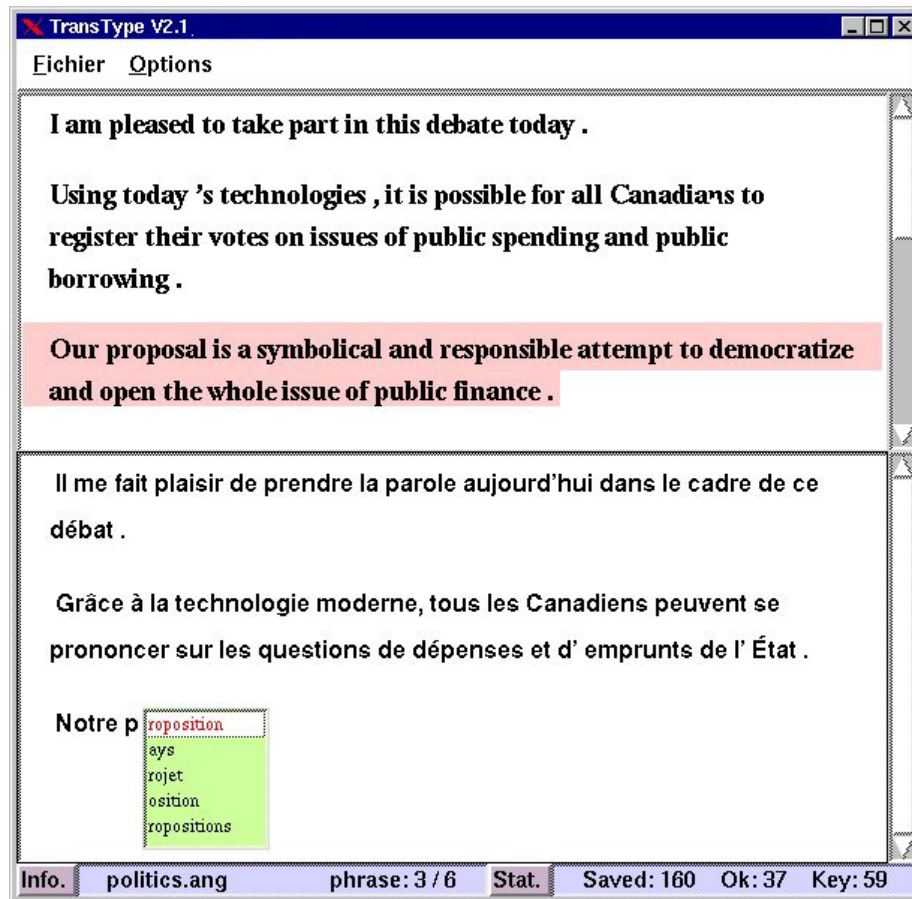 TransType V2.1
Fichier Options
I am pleased to take part in this debate today .
Using today 's technologies , it is possible for all Canadians to
register their votes on issues of public spending and public
borrowing .
Our proposal is a symbolical and responsible attempt to democratize
and open the whole issue of public finance .
Il me fait plaisir de prendre la parole aujourd'hui dans le cadre de ce
débat .
Grâce à la technologie moderne, tous les Canadiens peuvent se
prononcer sur les questions de dépenses et d' emprunts de l' État .
Notre p roposition
ays
rojet
osition
ropositions
Info. politics.ang phrase: 3 / 6 Stat. Saved: 160 Ok: 37 Key: 59